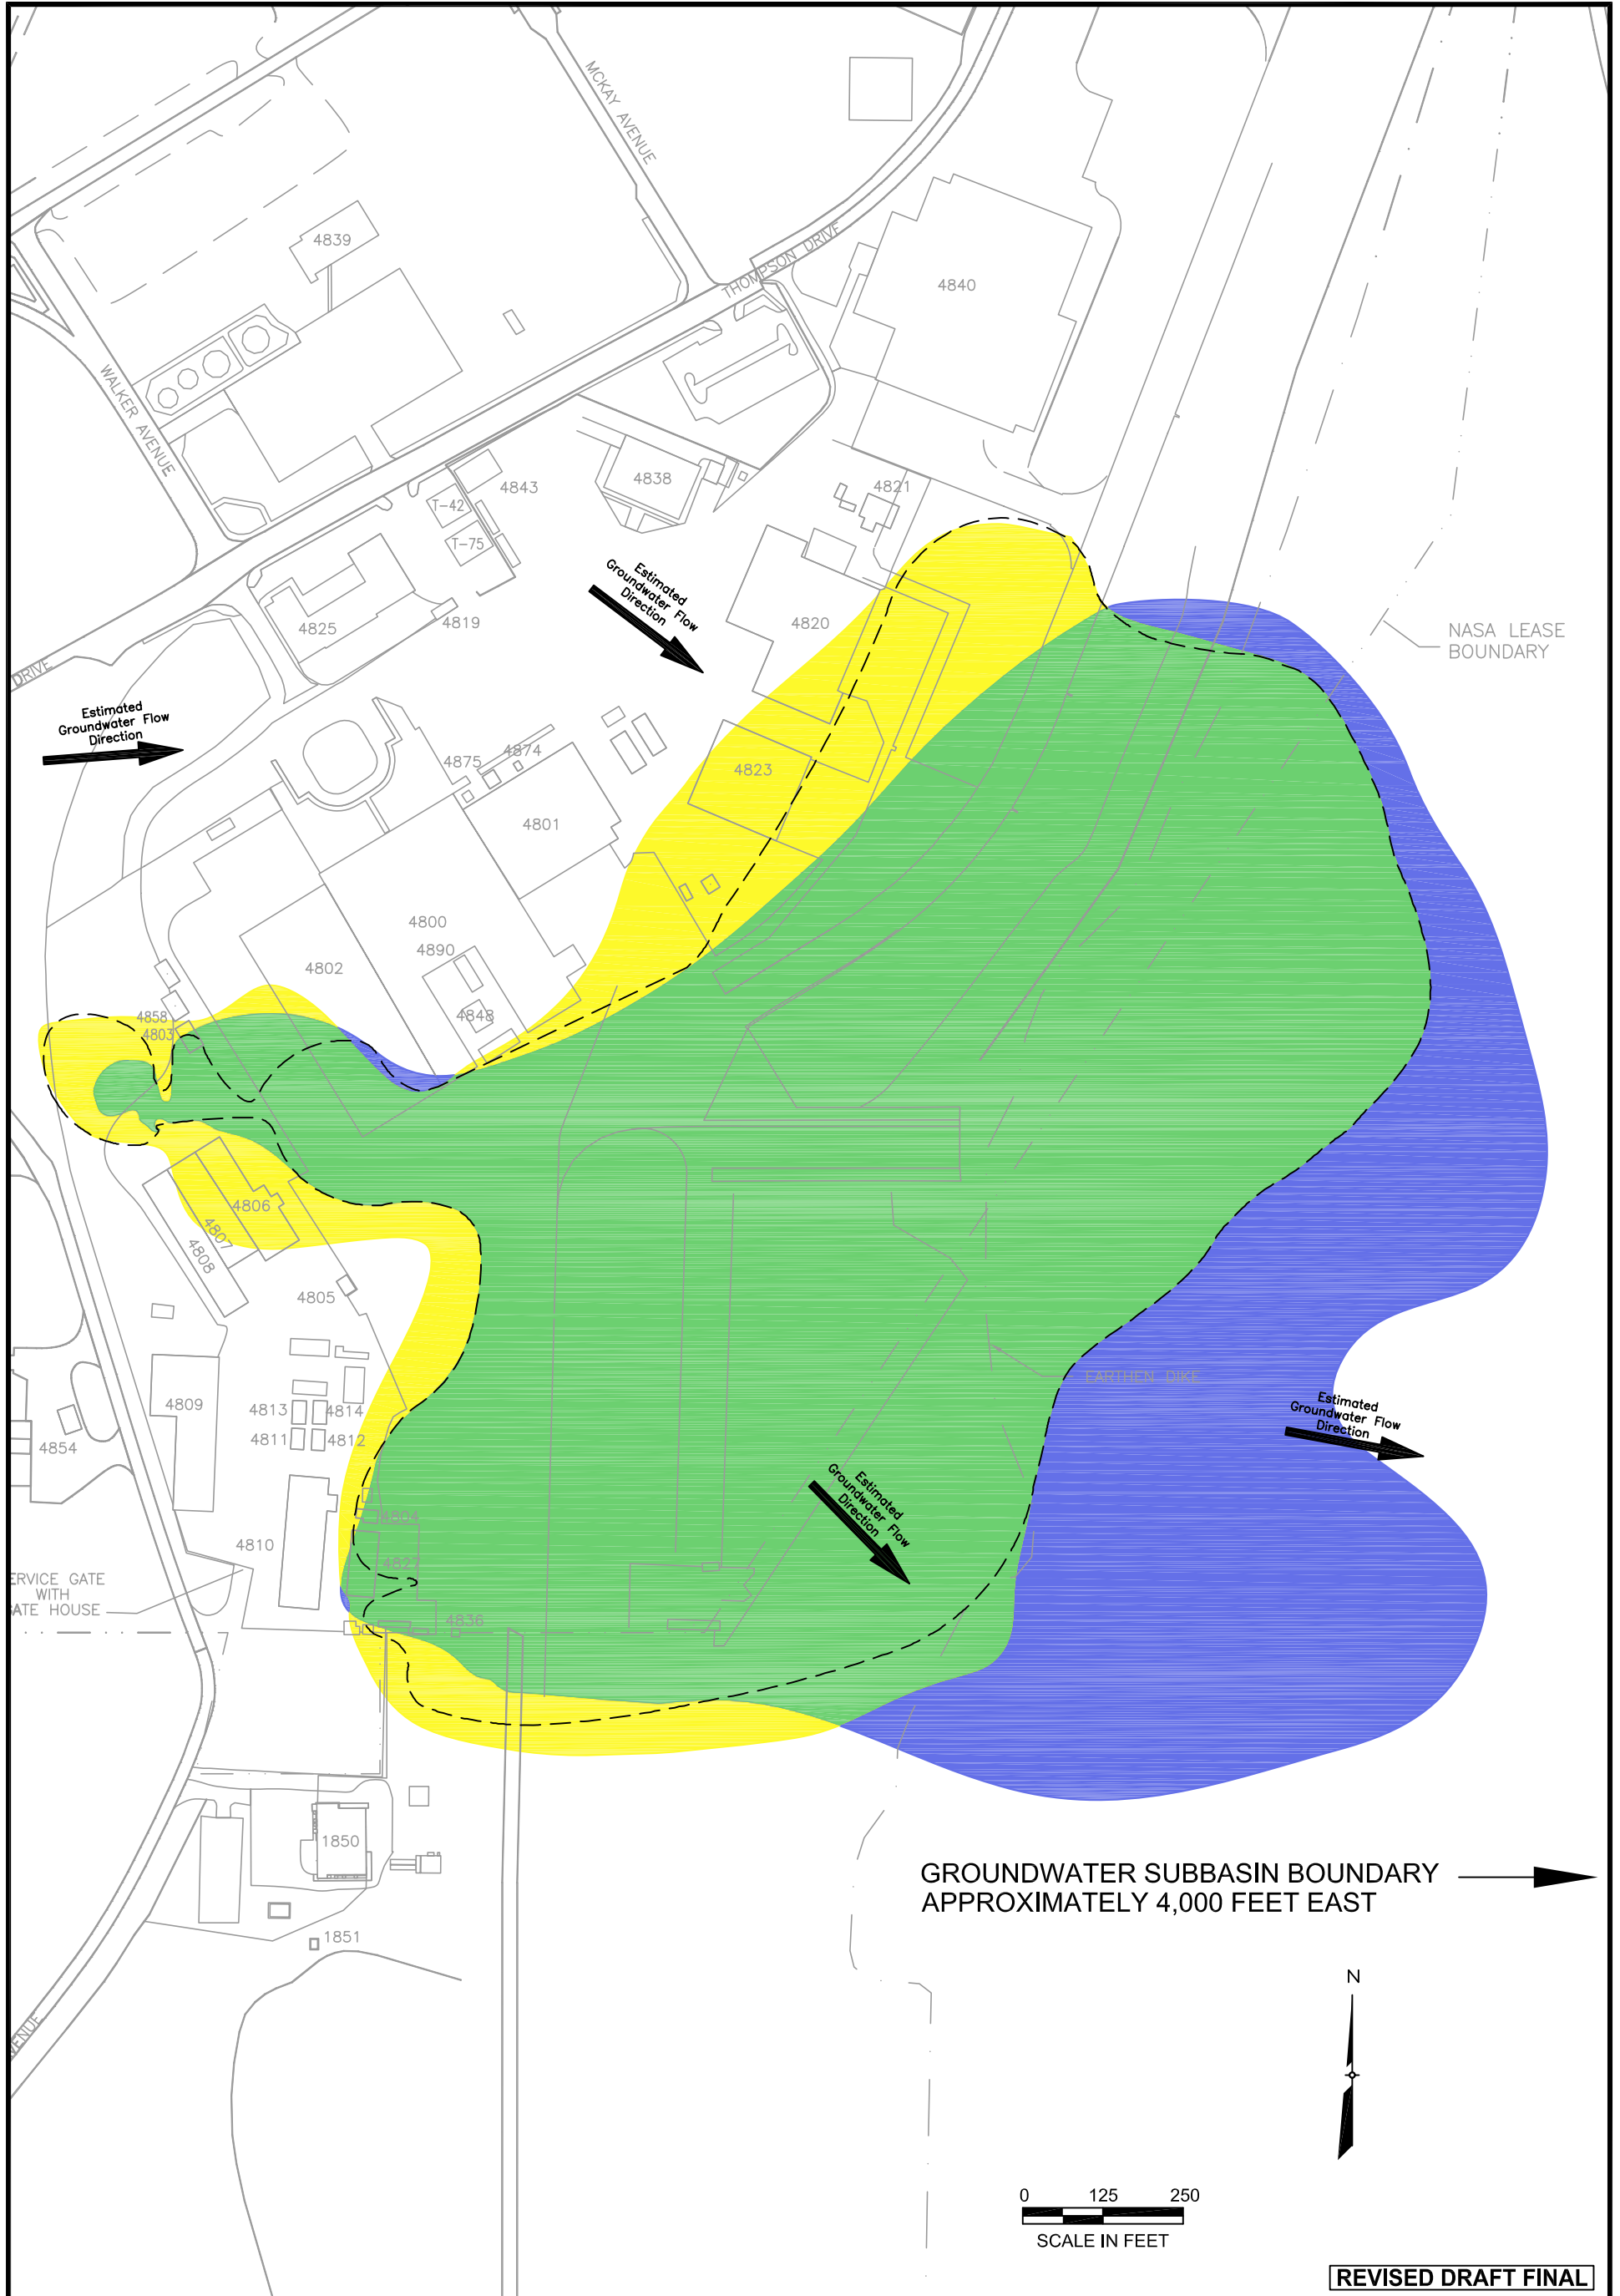 MCKAY AVENUE
4839
THOMPSON DRIVE
4840
WALKER AVENUE
4838
4821
4843
T-42
T-75
Estimated
Groundwater Flow
Direction
4825
4819
4820
NASA LEASE
BOUNDARY
DRIVE
Estimated
Groundwater Flow
Direction
4875
4874
4823
4801
4800
4890
4802
4848
4858
4803
4806
4807
4808
4805
EARTHEN DIKE
4809
4813
4814
4811
4812
4854
Estimated
Groundwater Flow
Direction
Estimated
Groundwater Flow
Direction
4804
4810
4827
ERVICE GATE
WITH
ATE HOUSE
4836
1850
GROUNDWATER SUBBASIN BOUNDARY
APPROXIMATELY 4,000 FEET EAST
1851
N
VENUE
0 125 250
SCALE IN FEET
REVISED DRAFT FINAL